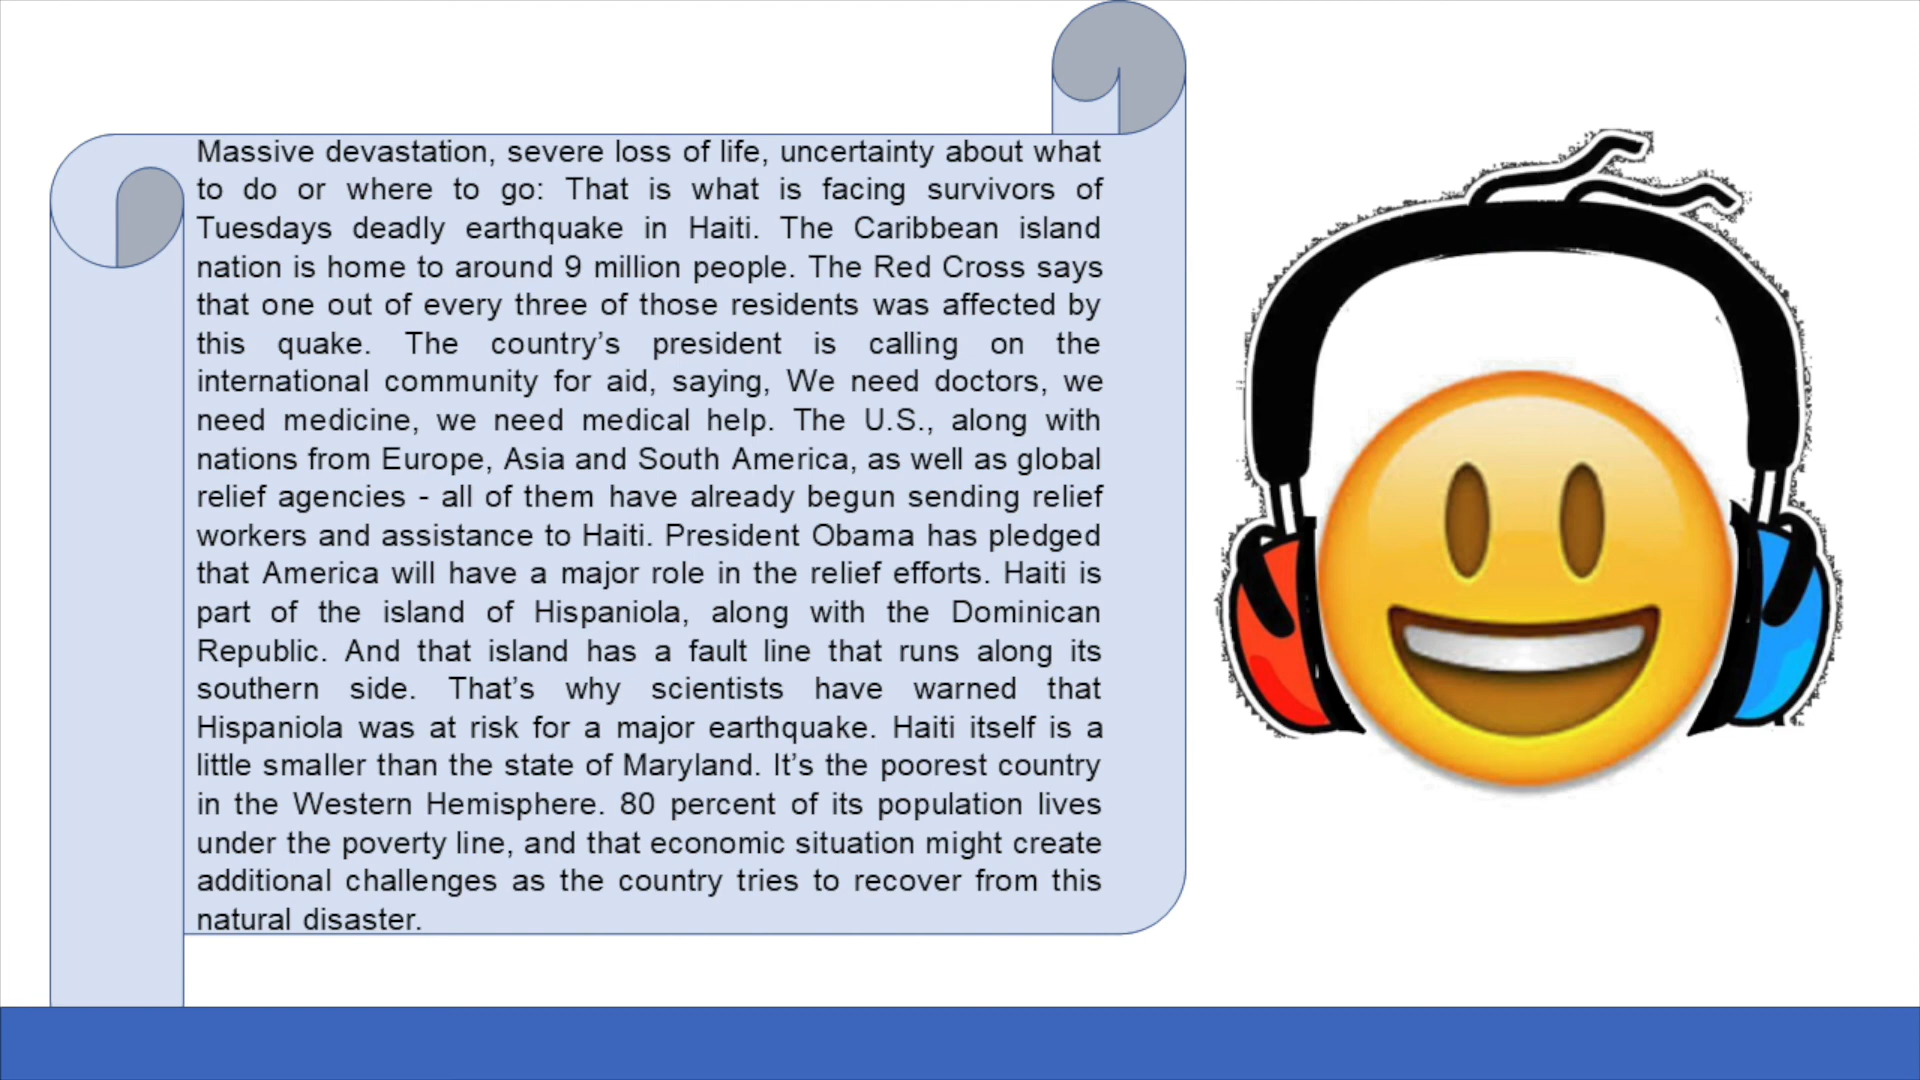 Massive devastation, severe loss of life, uncertainty about what
to do or where to go: That is what is facing survivors of
Tuesdays deadly earthquake in Haiti. The Caribbean island
nation is home to around 9 million people. The Red Cross says
that one out of every three of those residents was affected by
this quake. The country’s president is calling on the
international community for aid, saying, We need doctors, we
need medicine, we need medical help. The U.S., along with
nations from Europe, Asia and South America, as well as global
relief agencies - all of them have already begun sending relief
workers and assistance to Haiti. President Obama has pledged
that America will have a major role in the relief efforts. Haiti is
part of the island of Hispaniola, along with the Dominican
Republic. And that island has a fault line that runs along its
southern side. That’s why scientists have warned that
Hispaniola was at risk for a major earthquake. Haiti itself is a
little smaller than the state of Maryland. It’s the poorest country
in the Western Hemisphere. 80 percent of its population lives
under the poverty line, and that economic situation might create
additional challenges as the country tries to recover from this
natural disaster.